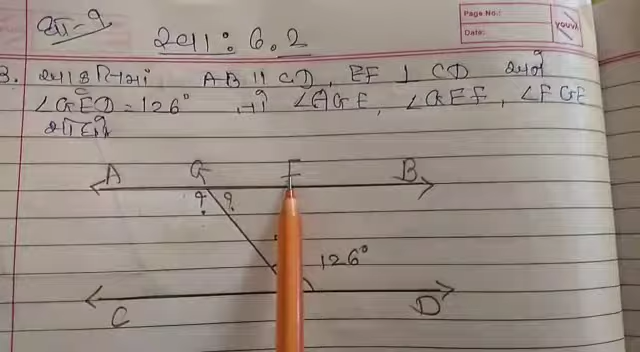 ધો-9
સ્વા : 6.2
Page No.:
Date:
YOUVA
3. આકૃતિમાં AB || CD, EF ⊥ CD અને
∠GED = 126° તો ∠AGE, ∠GEF, ∠FGE
શોધો
A G F B
? ?
126°
C D